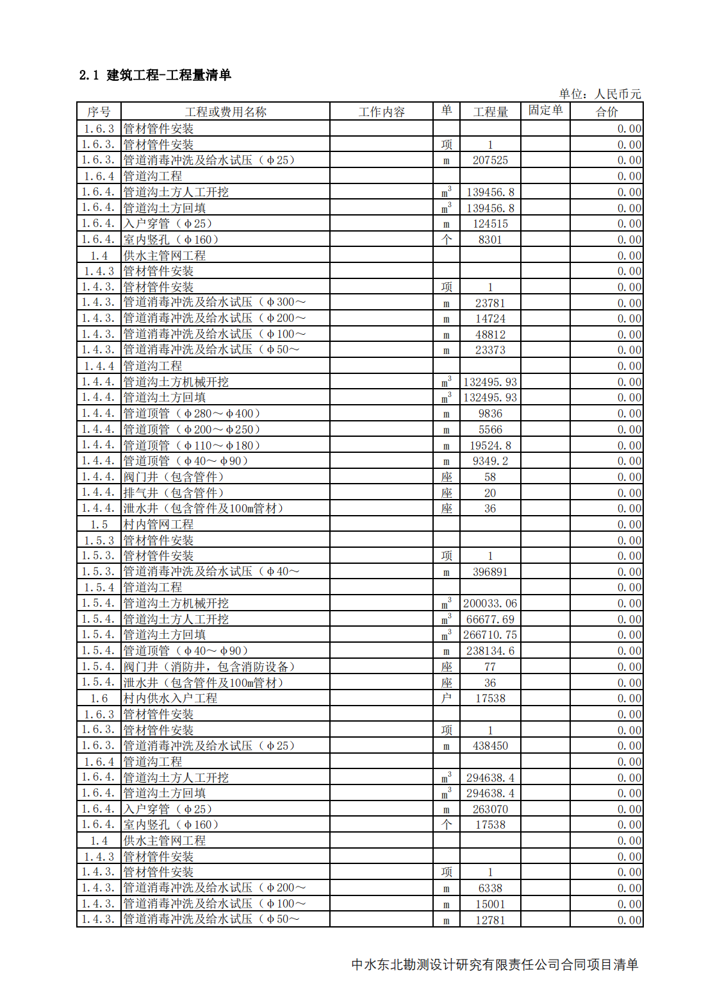 2.1 建筑工程-工程量清单
单位：人民币元
序号 工程或费用名称 工作内容 单 工程量 固定单 合价
1.6.3 管材管件安装 0.00
1.6.3. 管材管件安装 项 1 0.00
1.6.3. 管道消毒冲洗及给水试压（φ25） m 207525 0.00
1.6.4 管道沟工程 0.00
1.6.4. 管道沟土方人工开挖 m³ 139456.8 0.00
1.6.4. 管道沟土方回填 m³ 139456.8 0.00
1.6.4. 入户穿管（φ25） m 124515 0.00
1.6.4. 室内竖孔（φ160） 个 8301 0.00
1.4 供水主管网工程 0.00
1.4.3 管材管件安装 0.00
1.4.3. 管材管件安装 项 1 0.00
1.4.3. 管道消毒冲洗及给水试压（φ300～ m 23781 0.00
1.4.3. 管道消毒冲洗及给水试压（φ200～ m 14724 0.00
1.4.3. 管道消毒冲洗及给水试压（φ100～ m 48812 0.00
1.4.3. 管道消毒冲洗及给水试压（φ50～ m 23373 0.00
1.4.4 管道沟工程 0.00
1.4.4. 管道沟土方机械开挖 m³ 132495.93 0.00
1.4.4. 管道沟土方回填 m³ 132495.93 0.00
1.4.4. 管道顶管（φ280～φ400） m 9836 0.00
1.4.4. 管道顶管（φ200～φ250） m 5566 0.00
1.4.4. 管道顶管（φ110～φ180） m 19524.8 0.00
1.4.4. 管道顶管（φ40～φ90） m 9349.2 0.00
1.4.4. 阀门井（包含管件） 座 58 0.00
1.4.4. 排气井（包含管件） 座 20 0.00
1.4.4. 泄水井（包含管件及100m管材） 座 36 0.00
1.5 村内管网工程 0.00
1.5.3 管材管件安装 0.00
1.5.3. 管材管件安装 项 1 0.00
1.5.3. 管道消毒冲洗及给水试压（φ40～ m 396891 0.00
1.5.4 管道沟工程 0.00
1.5.4. 管道沟土方机械开挖 m³ 200033.06 0.00
1.5.4. 管道沟土方人工开挖 m³ 66677.69 0.00
1.5.4. 管道沟土方回填 m³ 266710.75 0.00
1.5.4. 管道顶管（φ40～φ90） m 238134.6 0.00
1.5.4. 阀门井（消防井，包含消防设备） 座 77 0.00
1.5.4. 泄水井（包含管件及100m管材） 座 36 0.00
1.6 村内供水入户工程 户 17538 0.00
1.6.3 管材管件安装 0.00
1.6.3. 管材管件安装 项 1 0.00
1.6.3. 管道消毒冲洗及给水试压（φ25） m 438450 0.00
1.6.4 管道沟工程 0.00
1.6.4. 管道沟土方人工开挖 m³ 294638.4 0.00
1.6.4. 管道沟土方回填 m³ 294638.4 0.00
1.6.4. 入户穿管（φ25） m 263070 0.00
1.6.4. 室内竖孔（φ160） 个 17538 0.00
1.4 供水主管网工程 0.00
1.4.3 管材管件安装 0.00
1.4.3. 管材管件安装 项 1 0.00
1.4.3. 管道消毒冲洗及给水试压（φ200～ m 6338 0.00
1.4.3. 管道消毒冲洗及给水试压（φ100～ m 15001 0.00
1.4.3. 管道消毒冲洗及给水试压（φ50～ m 12781 0.00
中水东北勘测设计研究有限责任公司合同项目清单